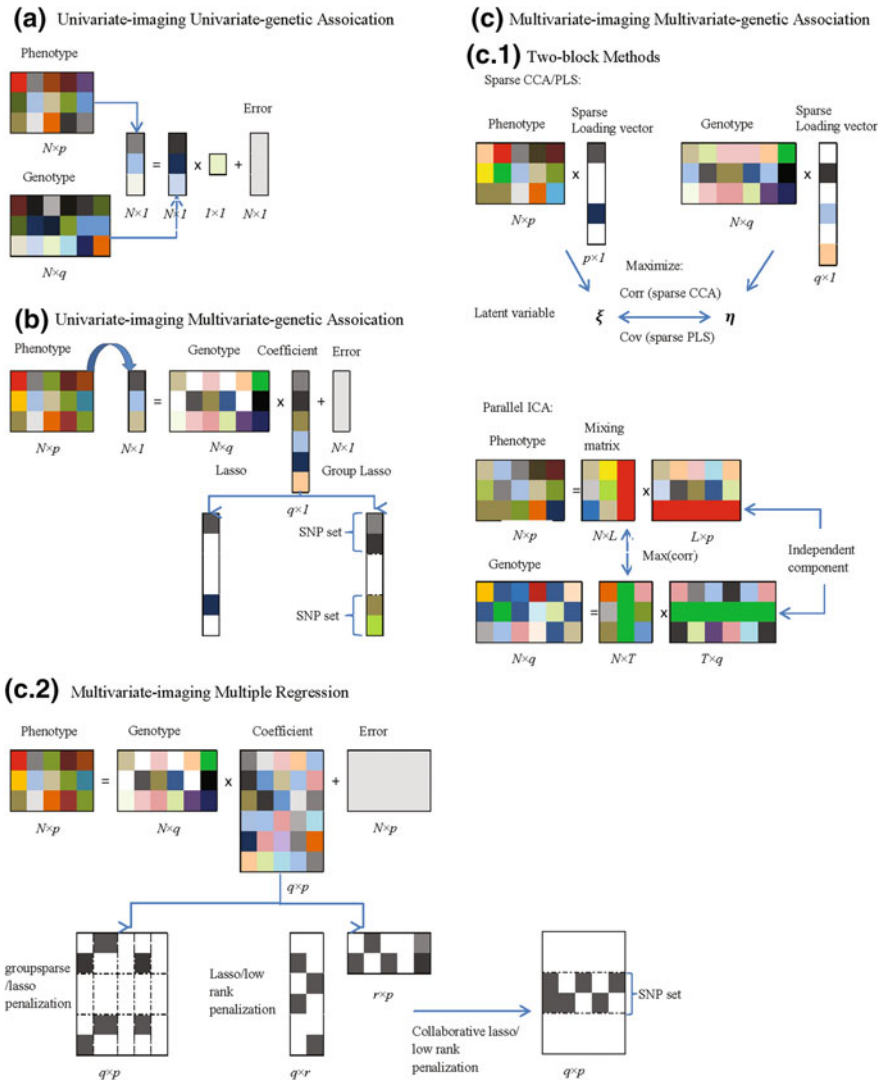 (a) Univariate-imaging Univariate-genetic Assoication
Phenotype
N×p
Genotype
N×q
Error
= x +
N×1 N×1 1×1 N×1
(b) Univariate-imaging Multivariate-genetic Assoication
Phenotype Genotype Coefficient Error
= x +
N×p N×1 N×q N×1
Lasso Group Lasso
q×1
SNP set
SNP set
(c) Multivariate-imaging Multivariate-genetic Association
(c.1) Two-block Methods
Sparse CCA/PLS:
Phenotype Sparse Loading vector Genotype Sparse Loading vector
x x
N×p N×q
p×1 q×1
Maximize:
Corr (sparse CCA)
Latent variable ξ η
Cov (sparse PLS)
Parallel ICA:
Phenotype Mixing matrix
= x
N×p N×L L×p
Max(corr)
Independent component
Genotype
= x
N×q N×T T×q
(c.2) Multivariate-imaging Multiple Regression
Phenotype Genotype Coefficient Error
= x +
N×p N×q N×p
q×p
groupsparse
/lasso
penalization
q×p
Lasso/low
rank
penalization
q×r
r×p
Collaborative lasso/
low rank
penalization
SNP set
q×p